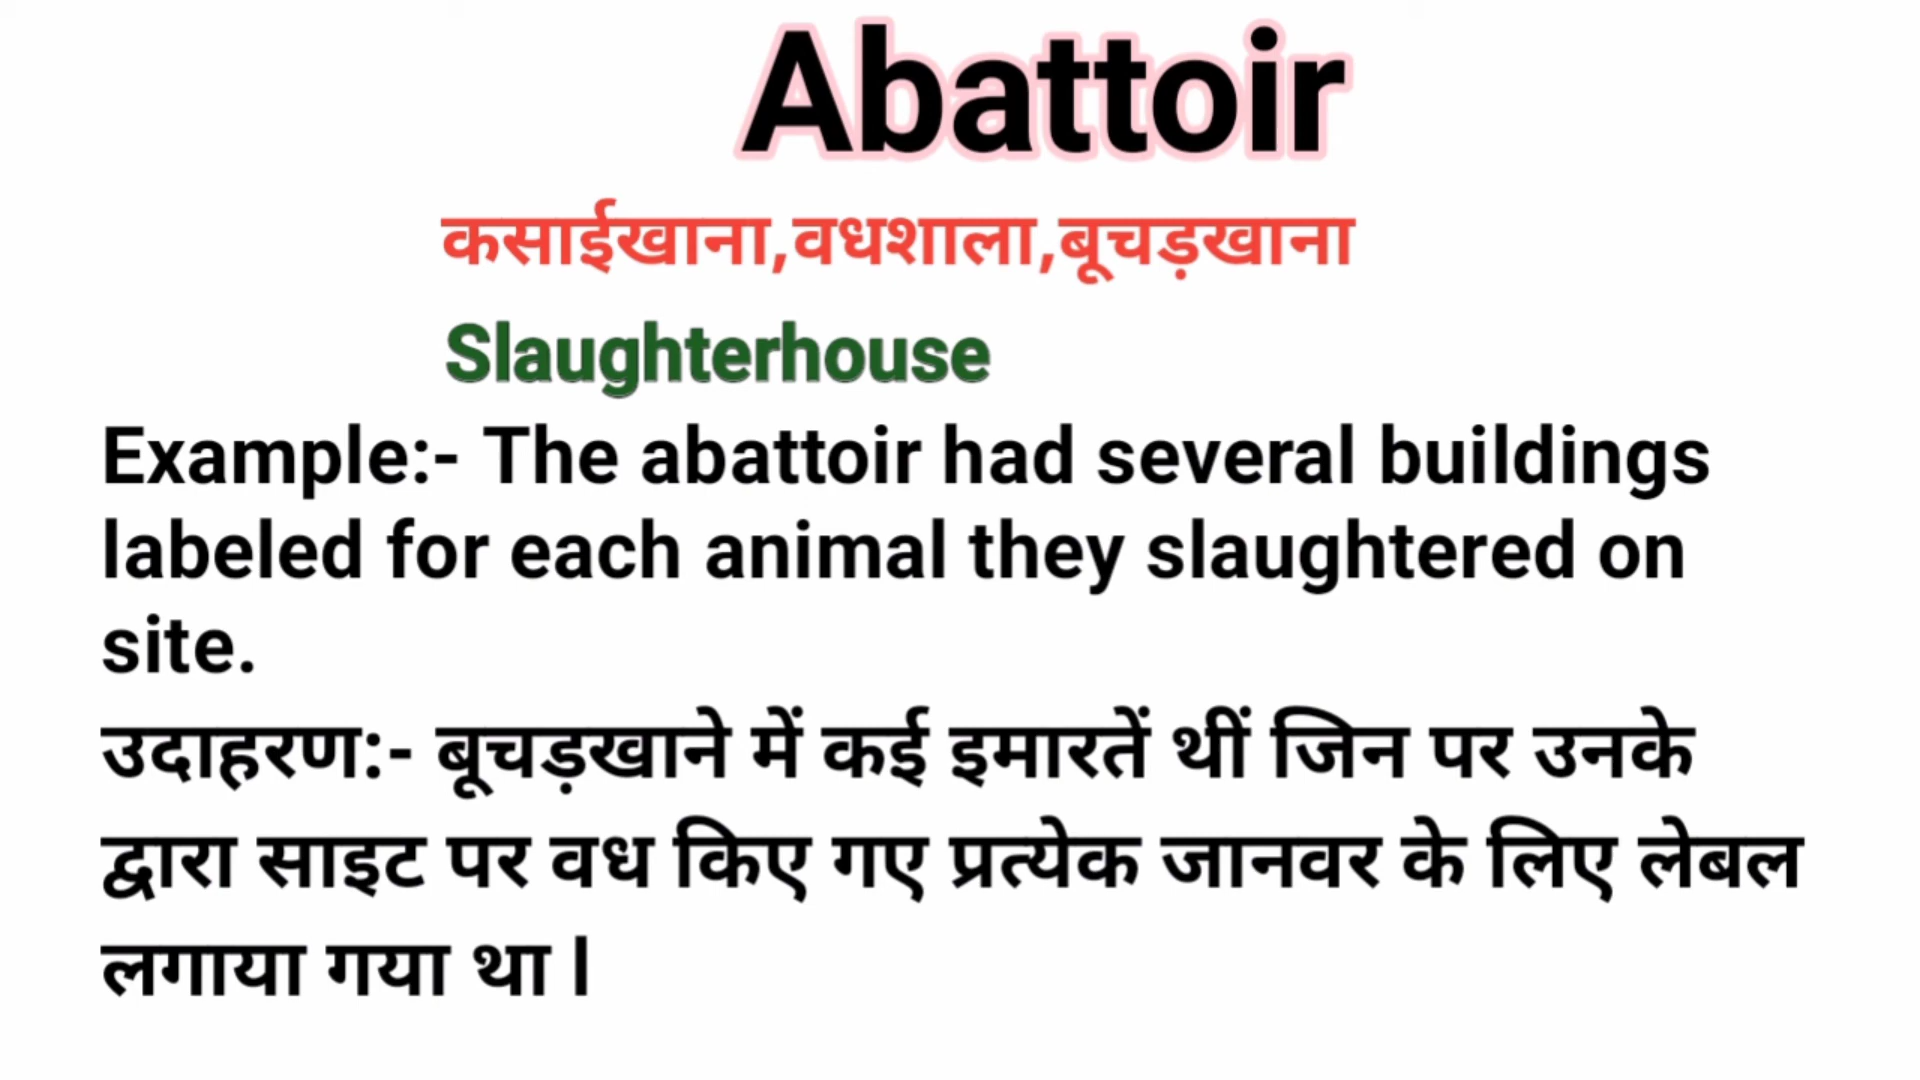 Abattoir
कसाईखाना,वधशाला,बूचड़खाना
Slaughterhouse
Example:- The abattoir had several buildings
labeled for each animal they slaughtered on
site.
उदाहरण:- बूचड़खाने में कई इमारतें थीं जिन पर उनके
द्वारा साइट पर वध किए गए प्रत्येक जानवर के लिए लेबल
लगाया गया था l